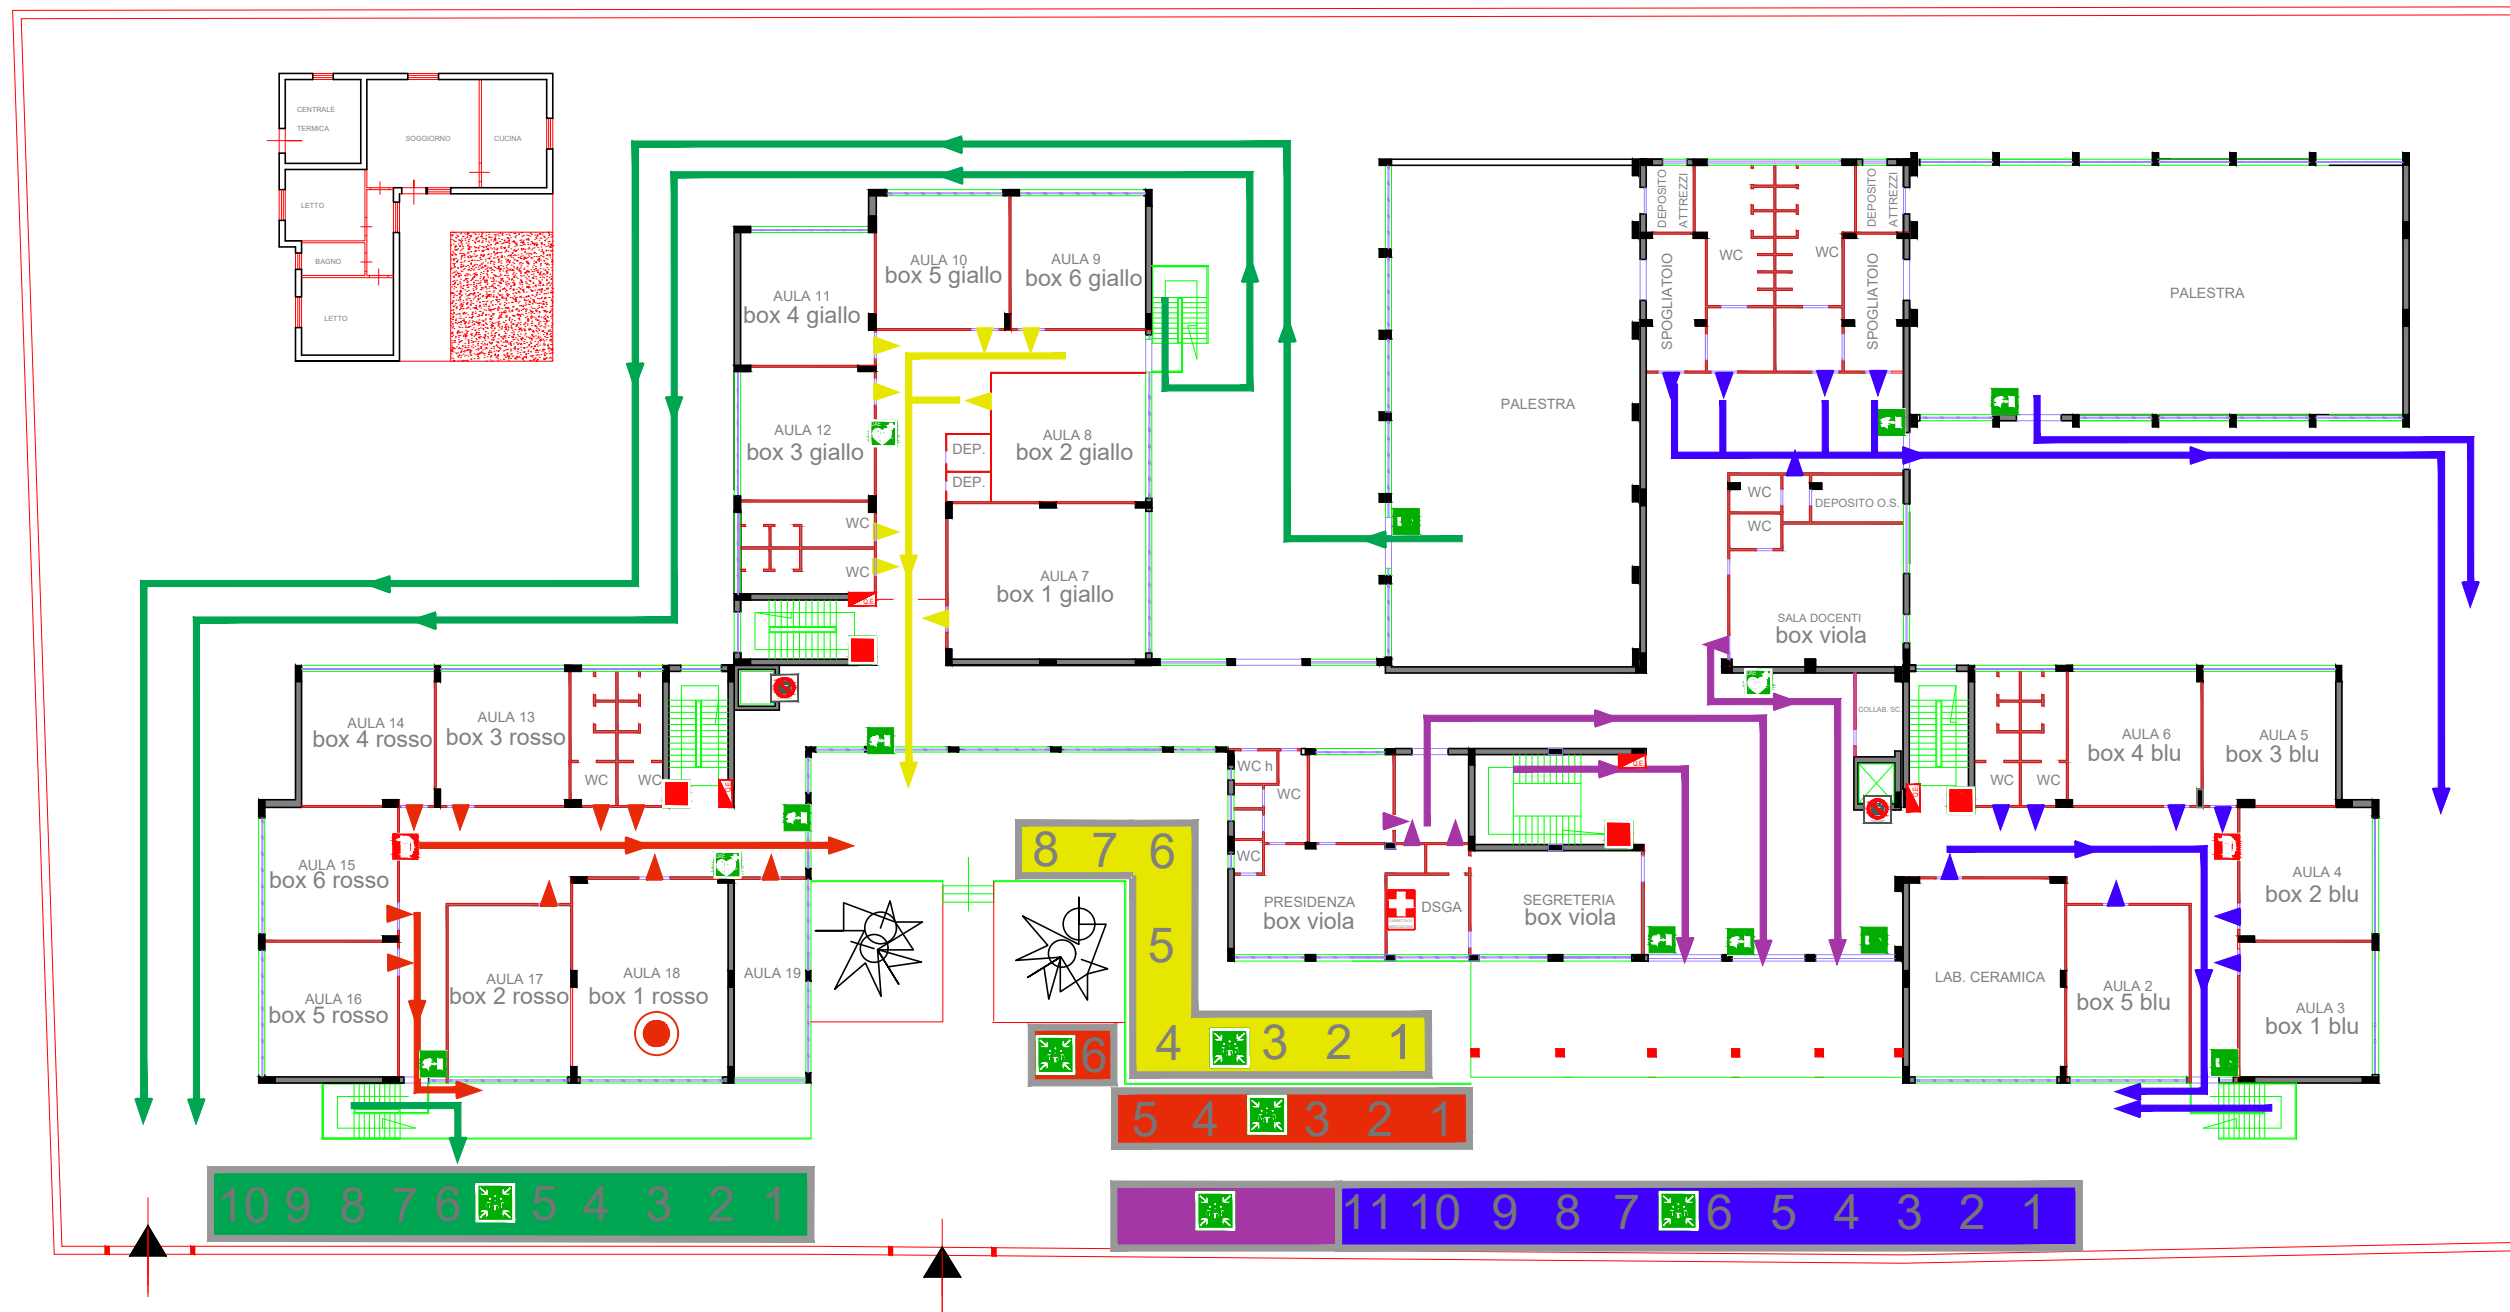 CENTRALE
TERMICA
SOGGIORNO
CUCINA
LETTO
BAGNO
LETTO
AULA 10
box 5 giallo
AULA 9
box 6 giallo
AULA 11
box 4 giallo
AULA 12
box 3 giallo
AULA 8
box 2 giallo
DEP.
DEP.
WC
WC
AULA 7
box 1 giallo
PALESTRA
DEPOSITO
ATTREZZI
WC
WC
DEPOSITO
ATTREZZI
SPOGLIATOIO
SPOGLIATOIO
PALESTRA
WC
WC
DEPOSITO O.S.
SALA DOCENTI
box viola
AULA 14
box 4 rosso
AULA 13
box 3 rosso
WC
WC
AULA 15
box 6 rosso
AULA 16
box 5 rosso
AULA 17
box 2 rosso
AULA 18
box 1 rosso
AULA 19
WC h
WC
WC
PRESIDENZA
box viola
DSGA
SEGRETERIA
box viola
COLLAB. SC.
WC
WC
AULA 6
box 4 blu
AULA 5
box 3 blu
AULA 4
box 2 blu
LAB. CERAMICA
AULA 2
box 5 blu
AULA 3
box 1 blu
8 7 6
5
4 3 2 1
6
5 4 3 2 1
10 9 8 7 6 5 4 3 2 1
11 10 9 8 7 6 5 4 3 2 1